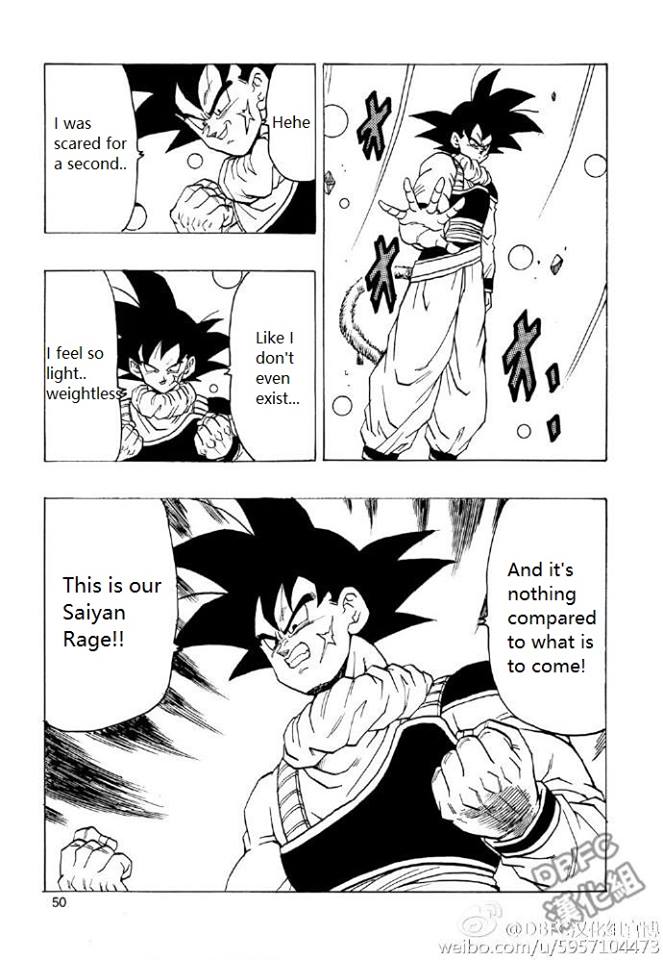 Hehe
I was
scared for
a second..
Like I
don't
even
exist...
I feel so
light..
weightless
And it's
nothing
compared
to what is
to come!
This is our
Saiyan
Rage!!
DBFC
漢化組
50
@DBFC汉化组官博
weibo.com/u/5957104473